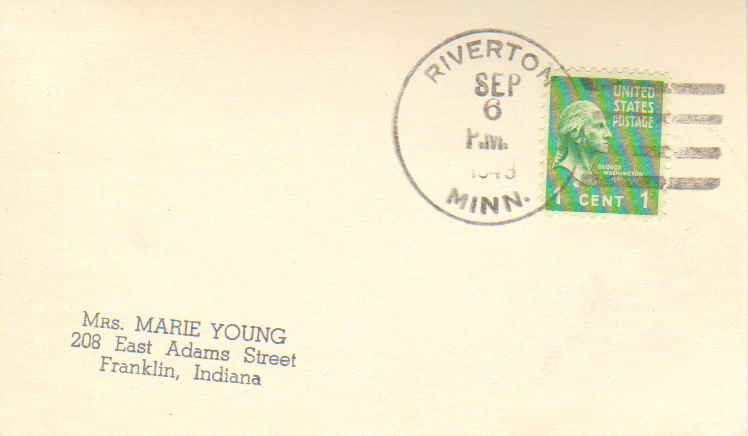 RIVERTON
SEP
6
P.M.
MINN.
UNITED
STATES
POSTAGE
GEORGE
WASHINGTON
1 CENT 1
Mrs. MARIE YOUNG
208 East Adams Street
Franklin, Indiana